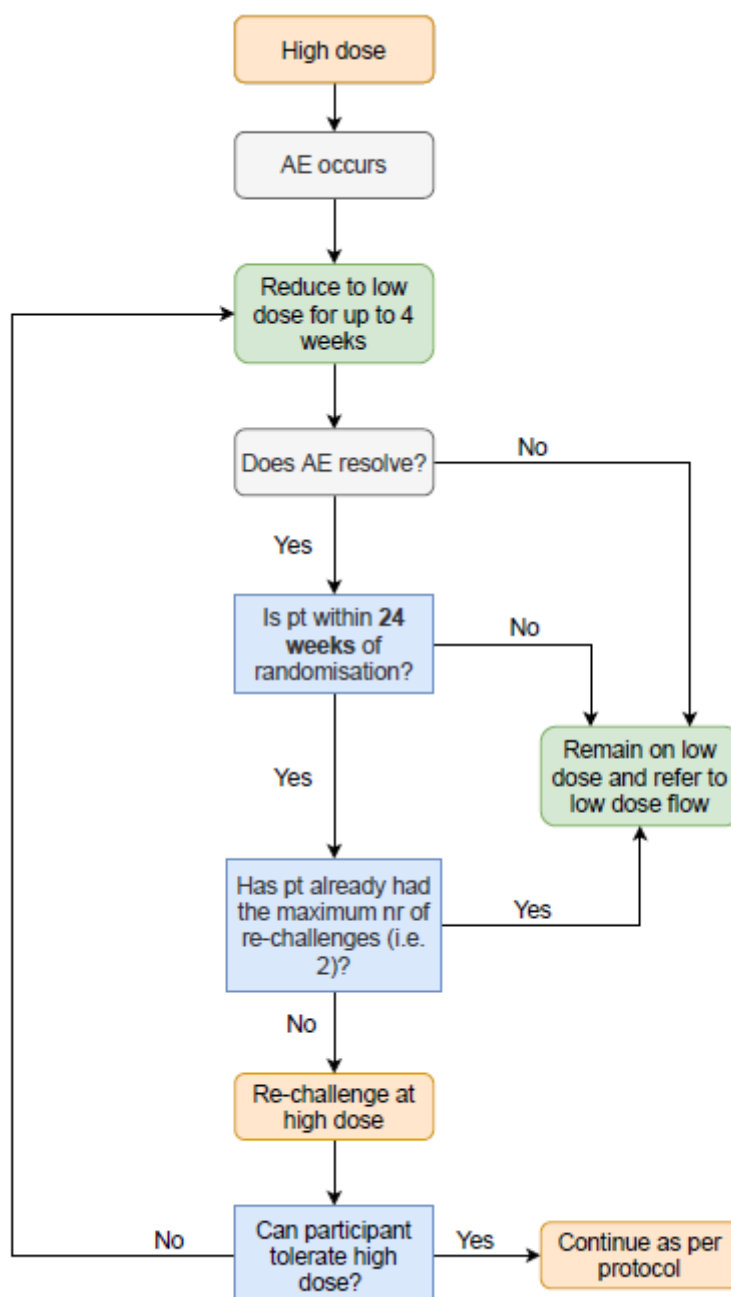 High dose
AE occurs
Reduce to low
dose for up to 4
weeks
Does AE resolve?
No
Yes
Is pt within 24
weeks of
randomisation?
No
Yes
Remain on low
dose and refer to
low dose flow
Has pt already had
the maximum nr of
re-challenges (i.e.
2)?
Yes
No
Re-challenge at
high dose
Can participant
tolerate high
dose?
No
Yes
Continue as per
protocol